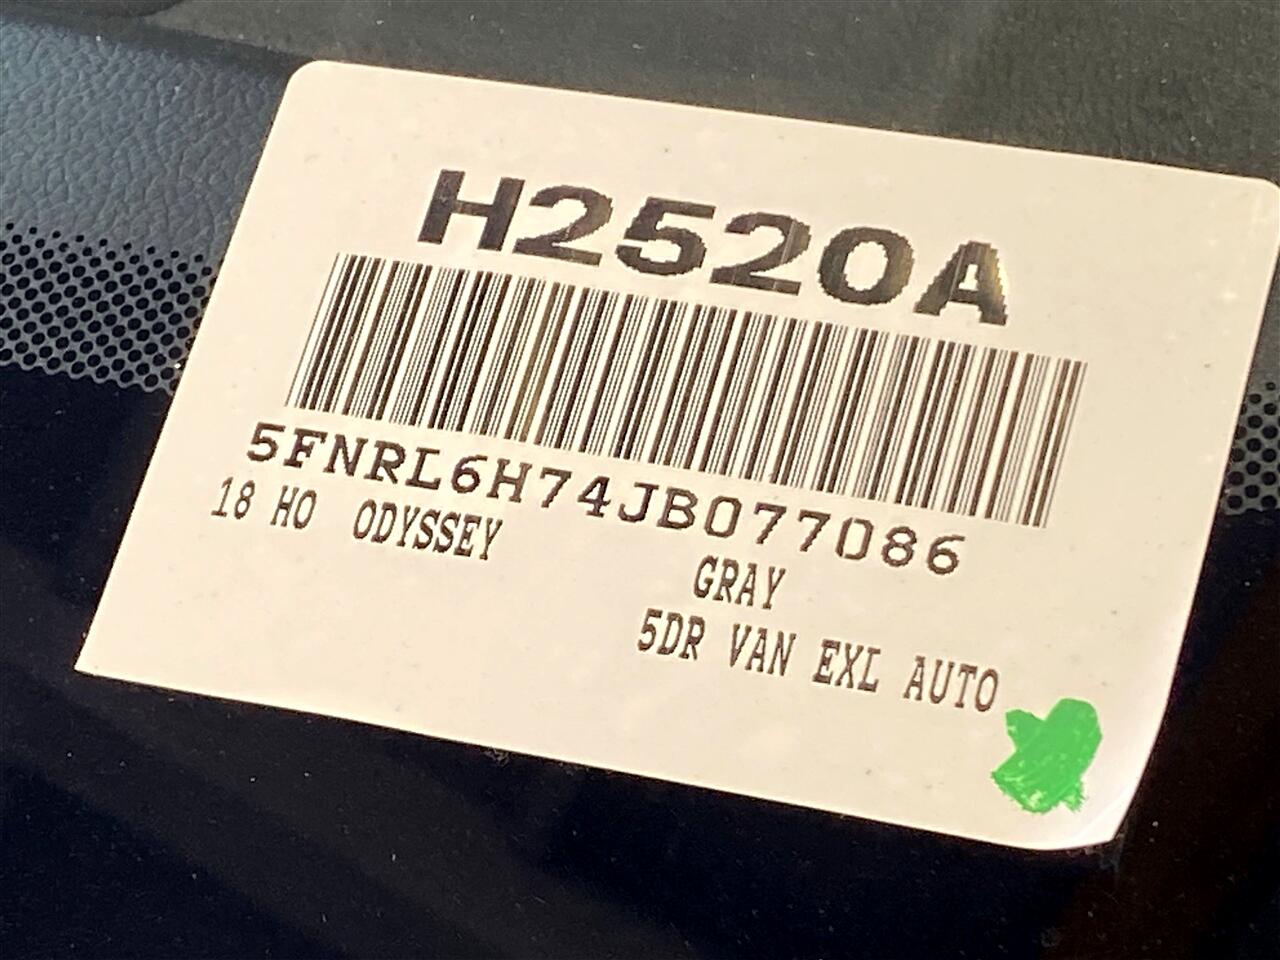 H2520A
5FNRL6H74JB077086
18 HO ODYSSEY
GRAY
5DR VAN EXL AUTO